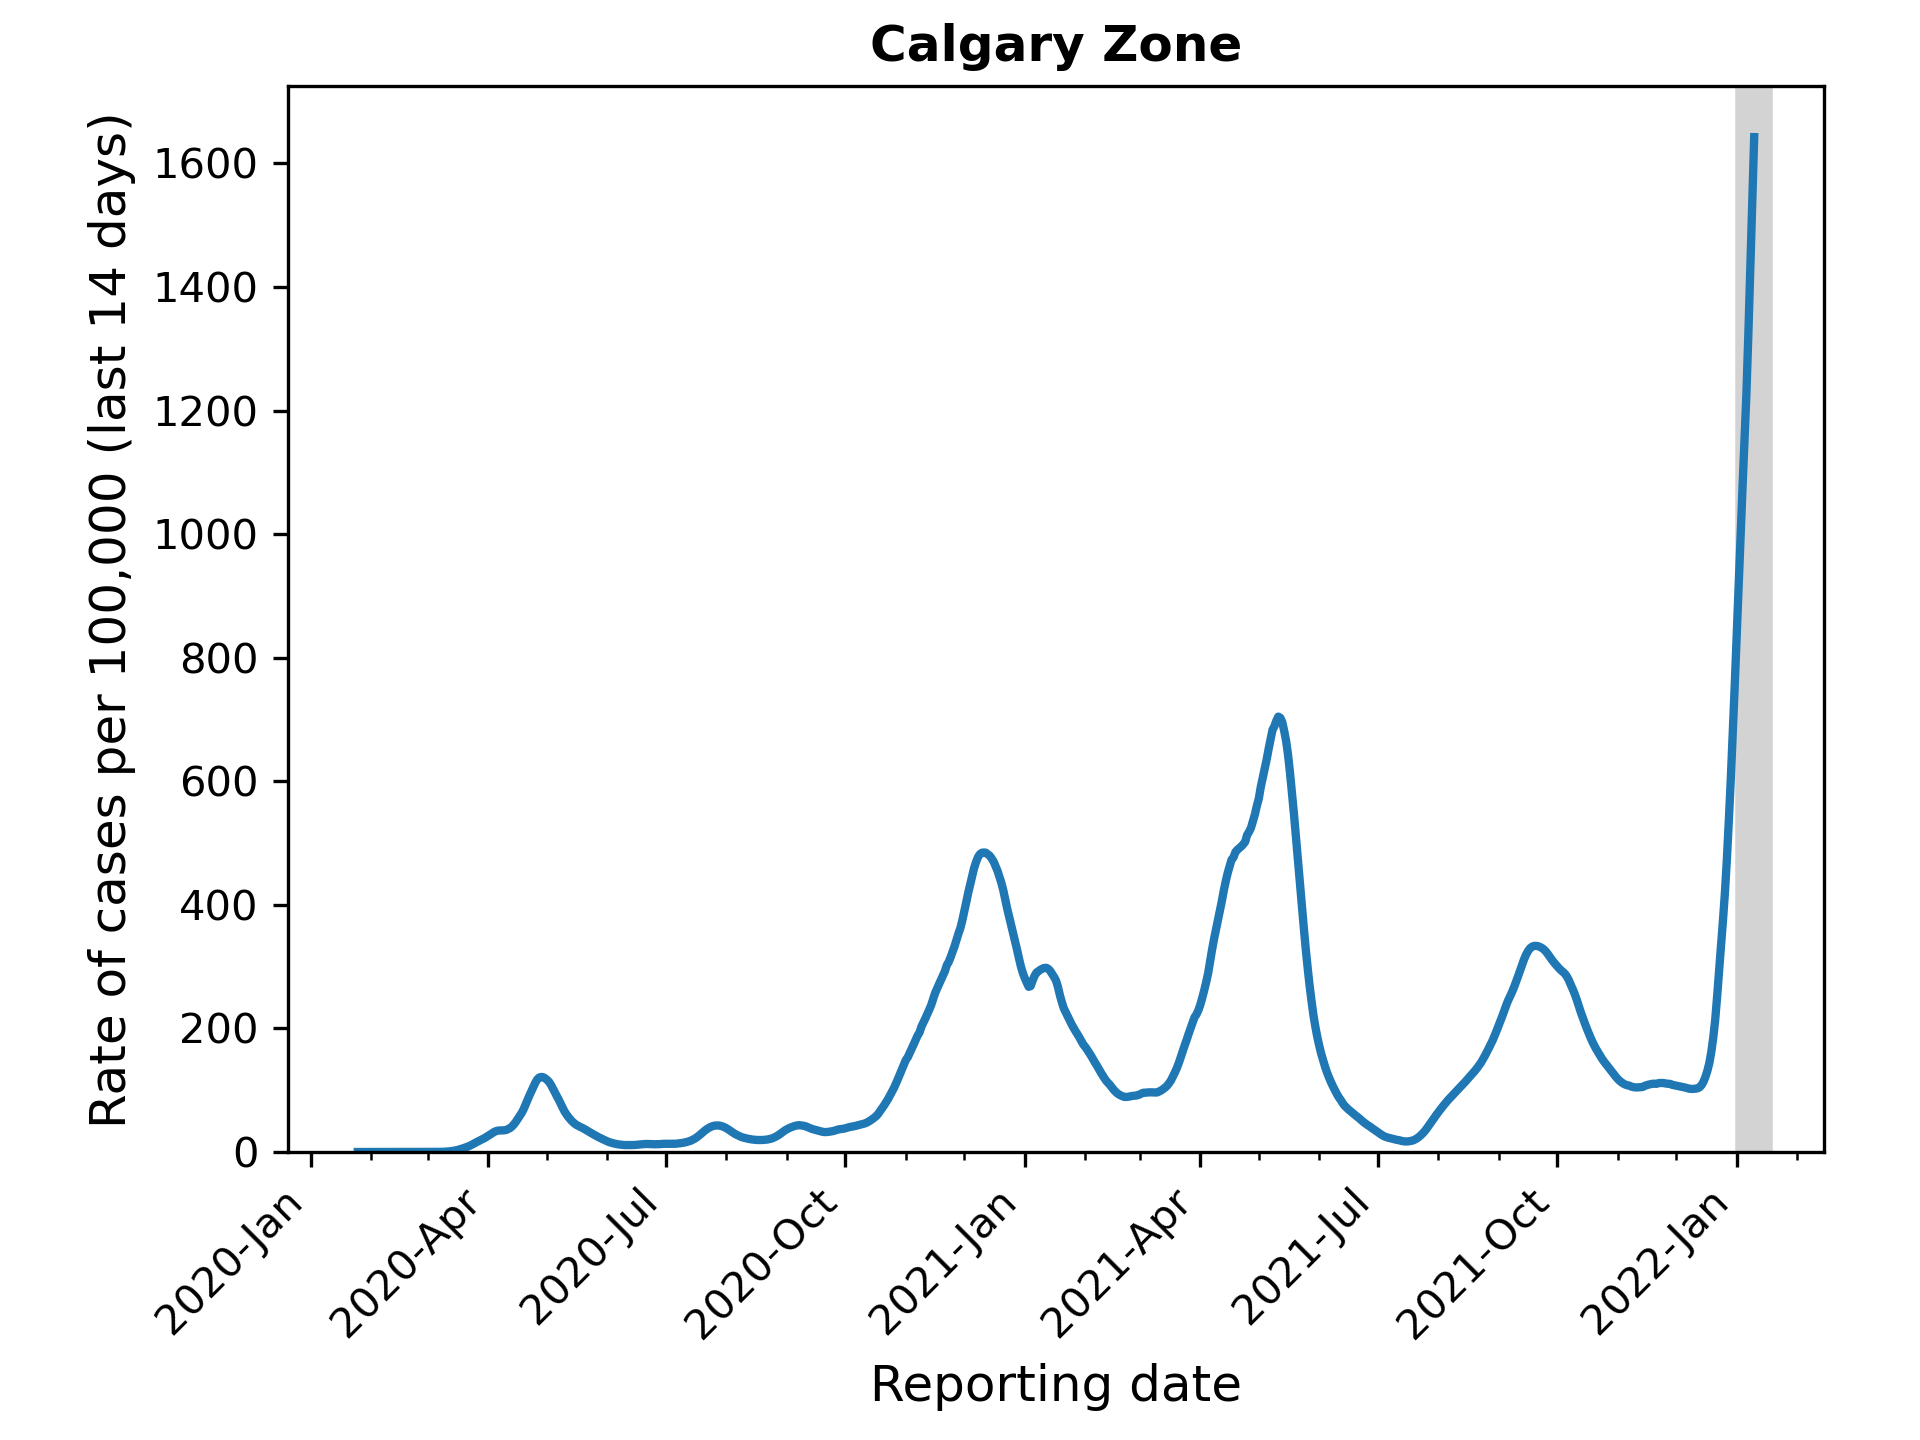 Calgary Zone
Rate of cases per 100,000 (last 14 days)
1600
1400
1200
1000
800
600
400
200
0
2020-Jan
2020-Apr
2020-Jul
2020-Oct
2021-Jan
2021-Apr
2021-Jul
2021-Oct
2022-Jan
Reporting date